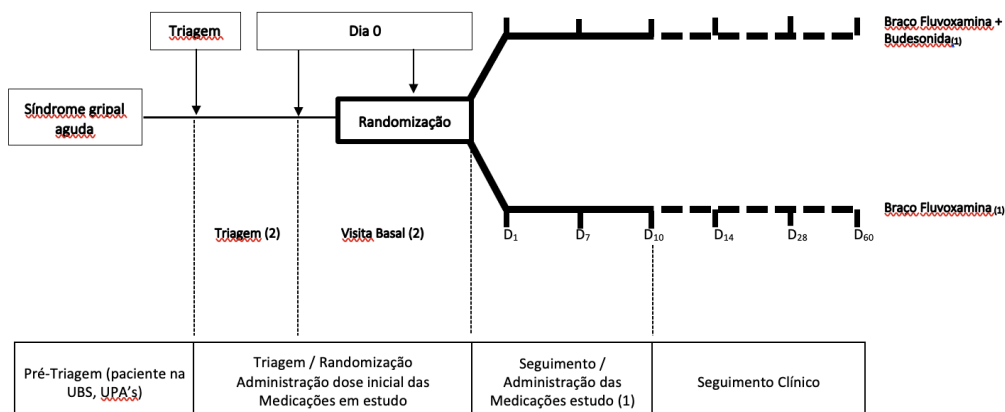 Triagem
Dia 0
Braço Fluvoxamina +
Budesonida(1)
Síndrome gripal
aguda
Randomização
Braço Fluvoxamina (1)
Triagem (2)
Visita Basal (2)
D1
D7
D10
D14
D28
D60
Pré-Triagem (paciente na
UBS, UPA’s)
Triagem / Randomização
Administração dose inicial das
Medicações em estudo
Seguimento /
Administração das
Medicações estudo (1)
Seguimento Clínico